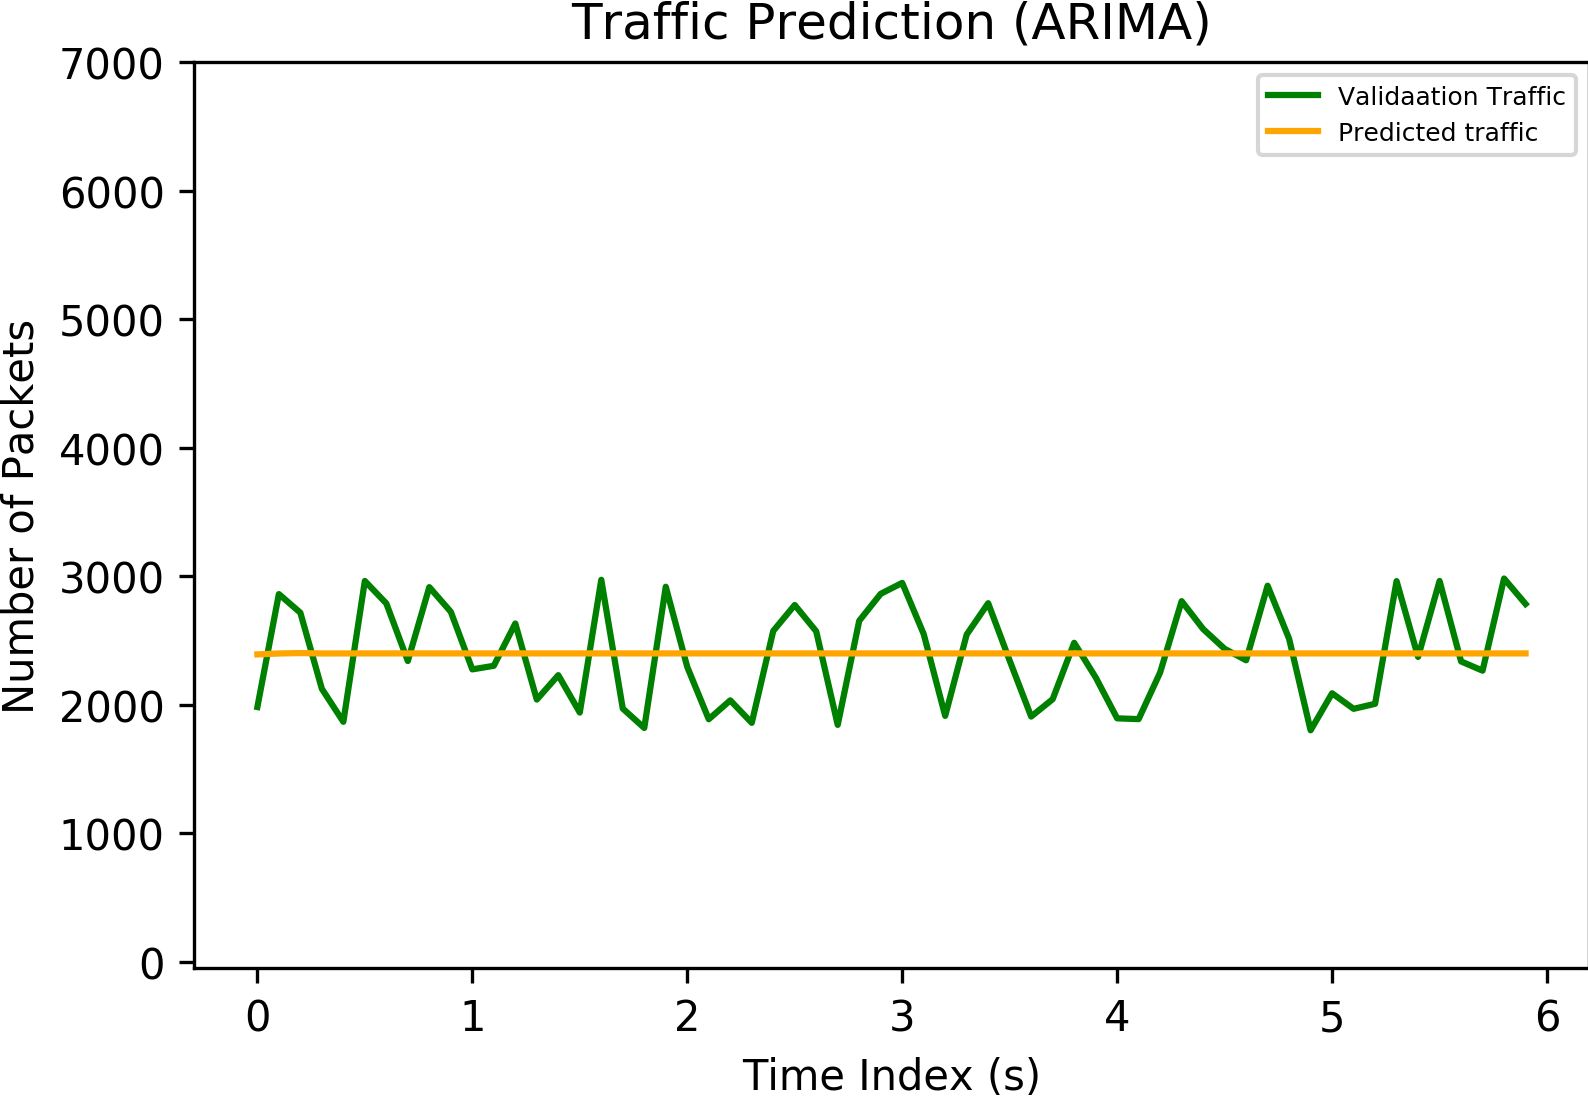 Traffic Prediction (ARIMA)
Validaation Traffic
Predicted traffic
Number of Packets
7000
6000
5000
4000
3000
2000
1000
0
0 1 2 3 4 5 6
Time Index (s)